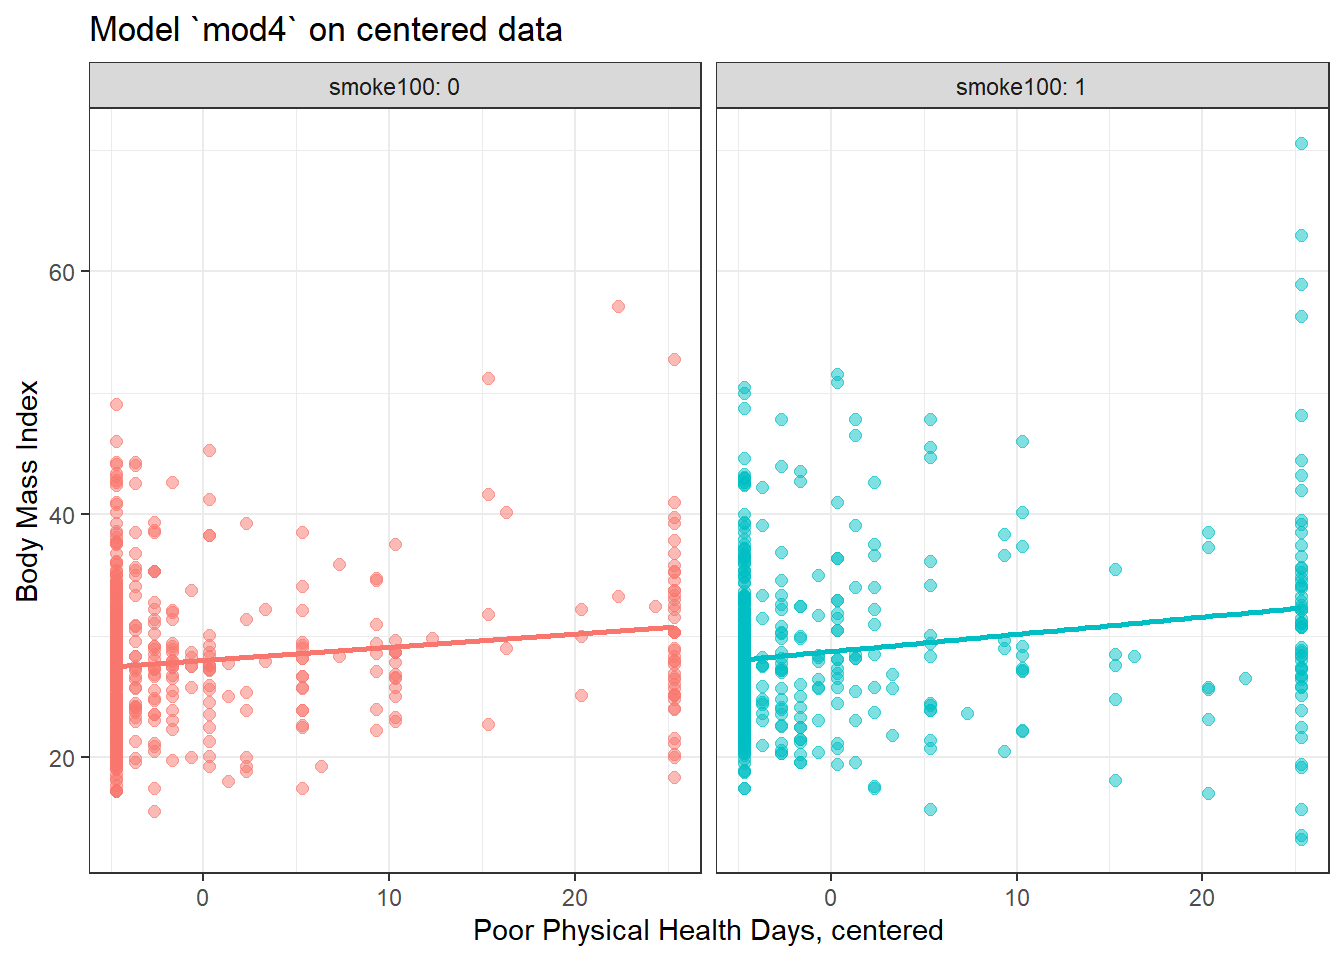 Model `mod4` on centered data
smoke100: 0
smoke100: 1
60
40
20
0
10
20
0
10
20
Poor Physical Health Days, centered
Body Mass Index